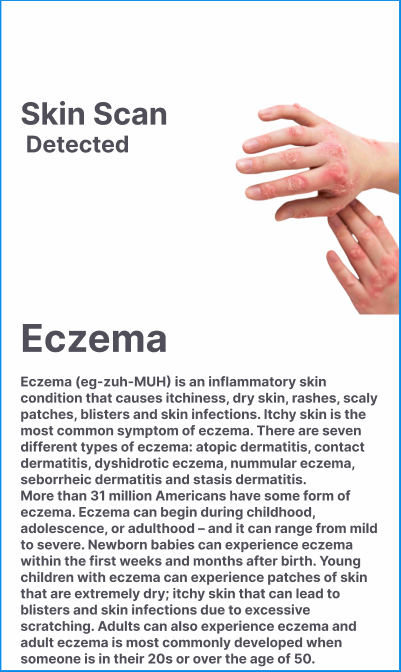 Skin Scan
Detected
Eczema
Eczema (eg-zuh-MUH) is an inflammatory skin
condition that causes itchiness, dry skin, rashes, scaly
patches, blisters and skin infections. Itchy skin is the
most common symptom of eczema. There are seven
different types of eczema: atopic dermatitis, contact
dermatitis, dyshidrotic eczema, nummular eczema,
seborrheic dermatitis and stasis dermatitis.
More than 31 million Americans have some form of
eczema. Eczema can begin during childhood,
adolescence, or adulthood – and it can range from mild
to severe. Newborn babies can experience eczema
within the first weeks and months after birth. Young
children with eczema can experience patches of skin
that are extremely dry; itchy skin that can lead to
blisters and skin infections due to excessive
scratching. Adults can also experience eczema and
adult eczema is most commonly developed when
someone is in their 20s or over the age of 50.